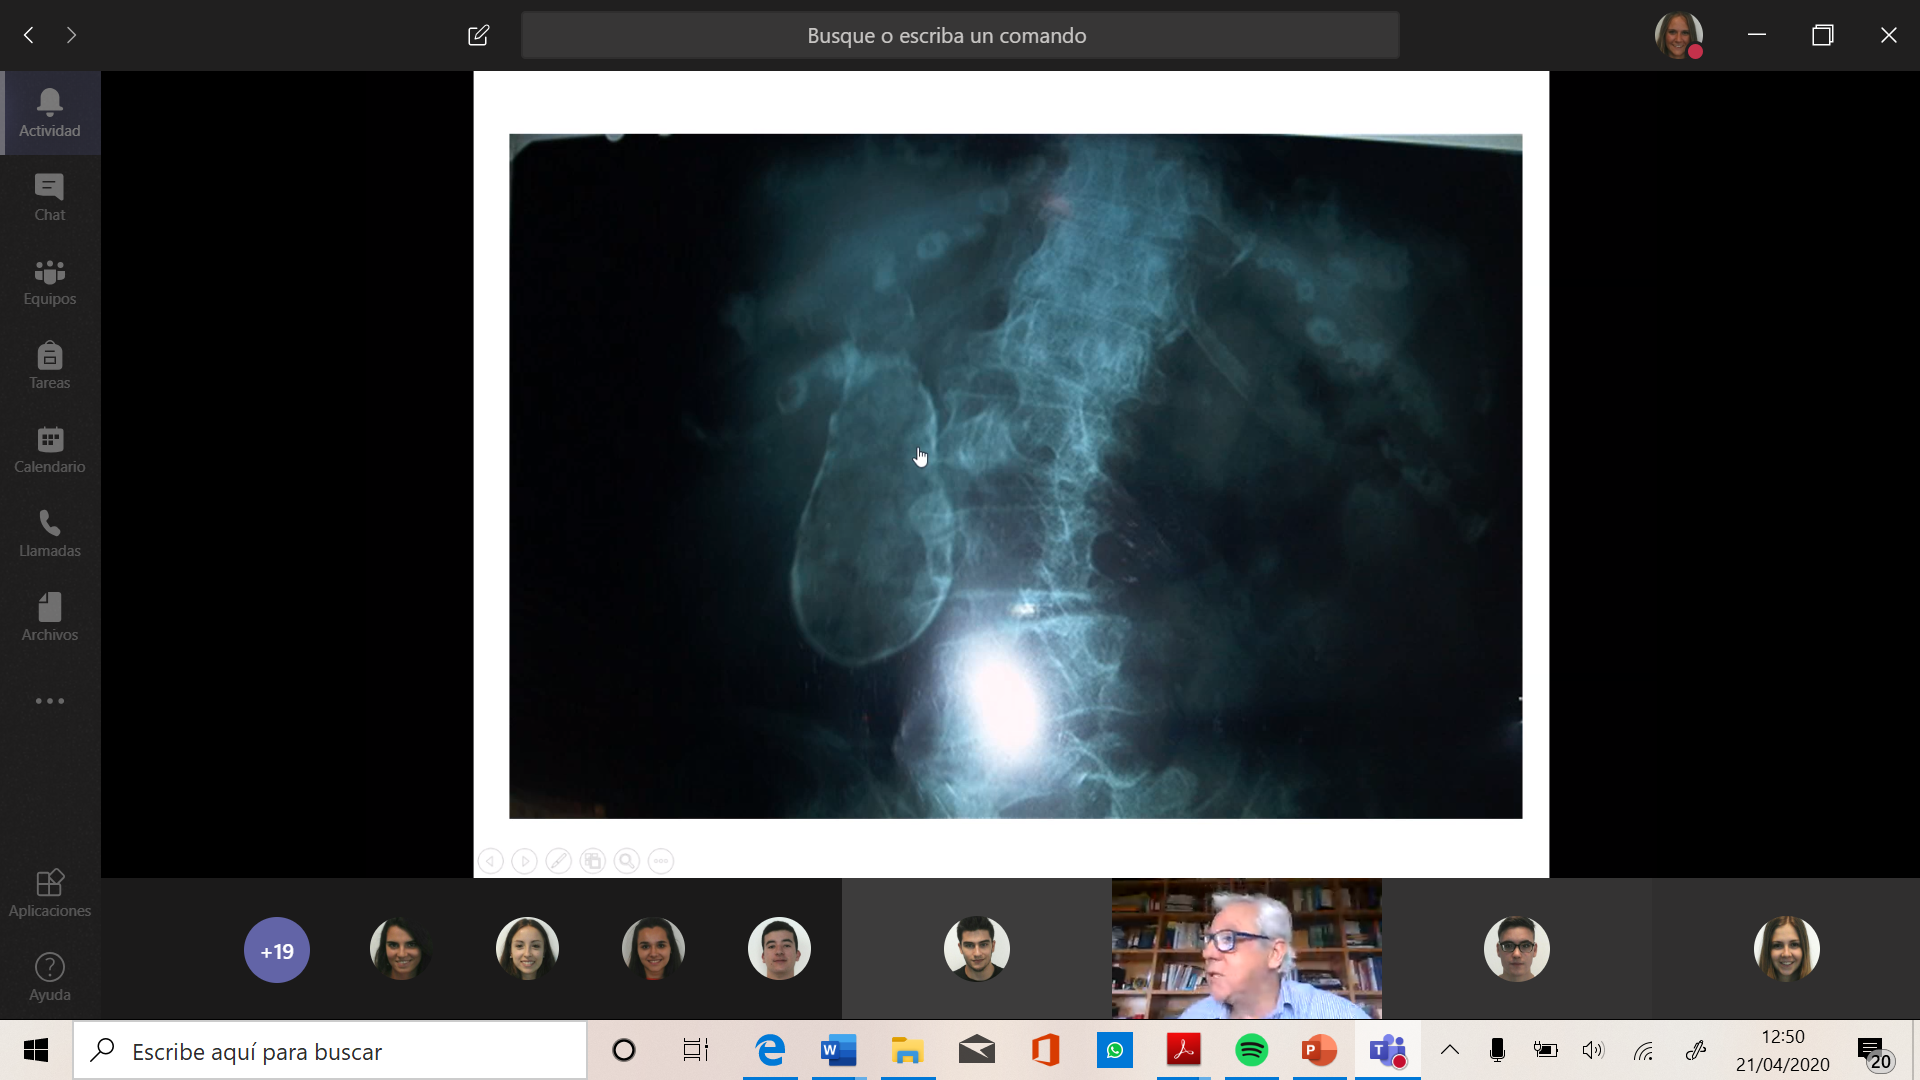 Busque o escriba un comando
Actividad
Chat
Equipos
Tareas
Calendario
Llamadas
Archivos
Aplicaciones
Ayuda
+19
Escribe aquí para buscar
12:50
21/04/2020
20